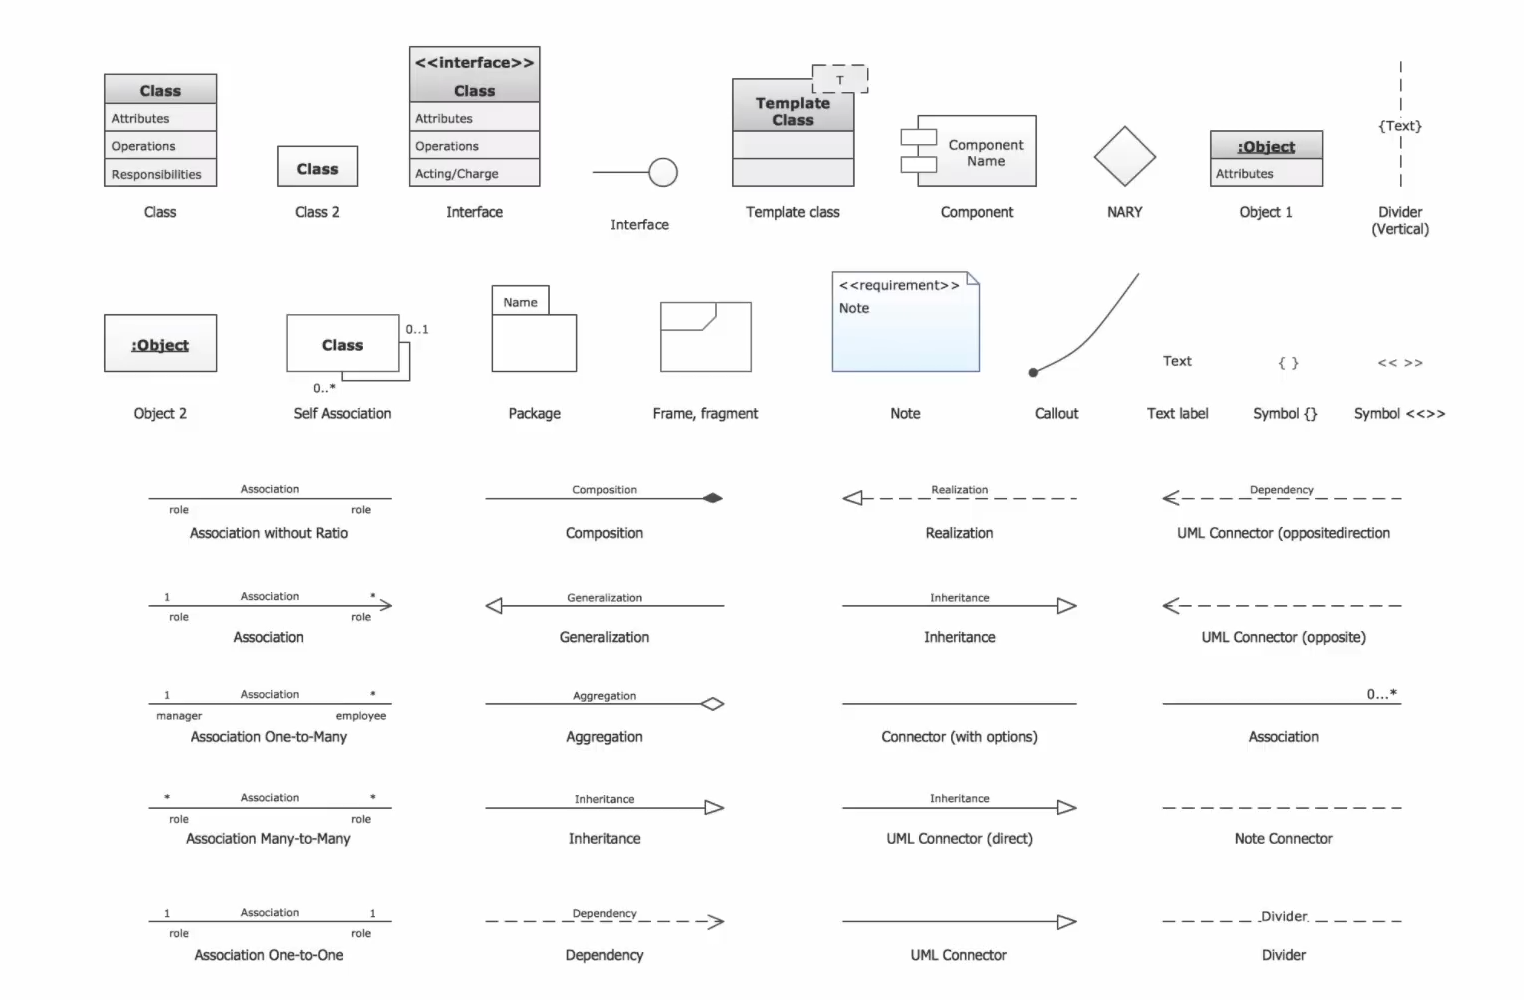 Class
Attributes
Operations
Responsibilities
Class
Class
Class 2
<<interface>>
Class
Attributes
Operations
Acting/Charge
Interface
Interface
T
Template
Class
Template class
Component
Name
Component
NARY
:Object
Attributes
Object 1
{Text}
Divider
(Vertical)
:Object
Object 2
Class
0..1
0..*
Self Association
Name
Package
Frame, fragment
<<requirement>>
Note
Note
Callout
Text
Text label
{ }
Symbol {}
<< >>
Symbol <<>>
Association
role role
Association without Ratio
Composition
Composition
Realization
Realization
Dependency
UML Connector (oppositedirection
1 Association *
role role
Association
Generalization
Generalization
Inheritance
Inheritance
UML Connector (opposite)
1 Association *
manager employee
Association One-to-Many
Aggregation
Aggregation
Connector (with options)
0...*
Association
* Association *
role role
Association Many-to-Many
Inheritance
Inheritance
Inheritance
UML Connector (direct)
Note Connector
1 Association 1
role role
Association One-to-One
Dependency
Dependency
UML Connector
Divider
Divider